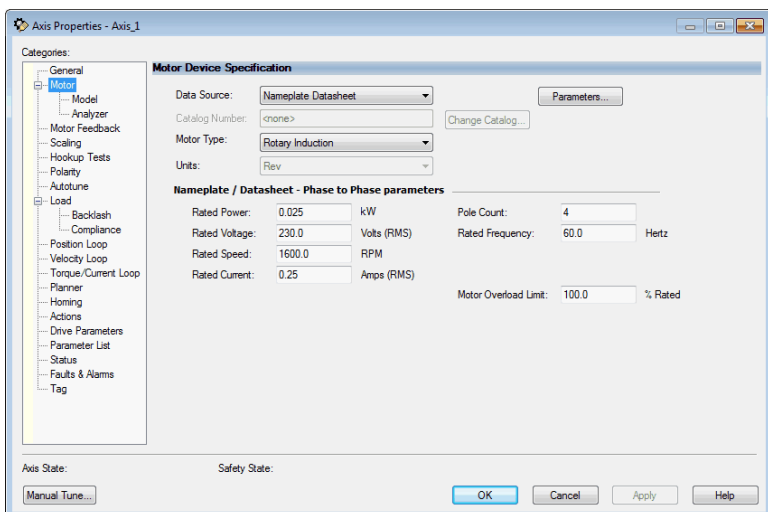 Axis Properties - Axis_1
Categories:
General
Motor
Model
Analyzer
Motor Feedback
Scaling
Hookup Tests
Polarity
Autotune
Load
Backlash
Compliance
Position Loop
Velocity Loop
Torque/Current Loop
Planner
Homing
Actions
Drive Parameters
Parameter List
Status
Faults & Alarms
Tag
Motor Device Specification
Data Source: Nameplate Datasheet Parameters...
Catalog Number: <none> Change Catalog...
Motor Type: Rotary Induction
Units: Rev
Nameplate / Datasheet - Phase to Phase parameters
Rated Power: 0.025 kW Pole Count: 4
Rated Voltage: 230.0 Volts (RMS) Rated Frequency: 60.0 Hertz
Rated Speed: 1600.0 RPM
Rated Current: 0.25 Amps (RMS)
Motor Overload Limit: 100.0 % Rated
Axis State: Safety State:
Manual Tune... OK Cancel Apply Help